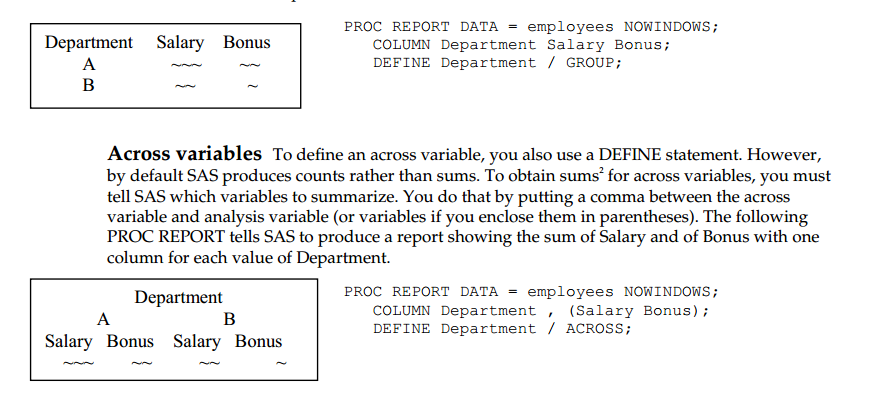 PROC REPORT DATA = employees NOWINDOWS;
COLUMN Department Salary Bonus;
DEFINE Department / GROUP;
Department Salary Bonus
A ~~~ ~~
B ~~ ~
Across variables To define an across variable, you also use a DEFINE statement. However,
by default SAS produces counts rather than sums. To obtain sums² for across variables, you must
tell SAS which variables to summarize. You do that by putting a comma between the across
variable and analysis variable (or variables if you enclose them in parentheses). The following
PROC REPORT tells SAS to produce a report showing the sum of Salary and of Bonus with one
column for each value of Department.
Department
A B
Salary Bonus Salary Bonus
~~~ ~~ ~~ ~
PROC REPORT DATA = employees NOWINDOWS;
COLUMN Department , (Salary Bonus);
DEFINE Department / ACROSS;